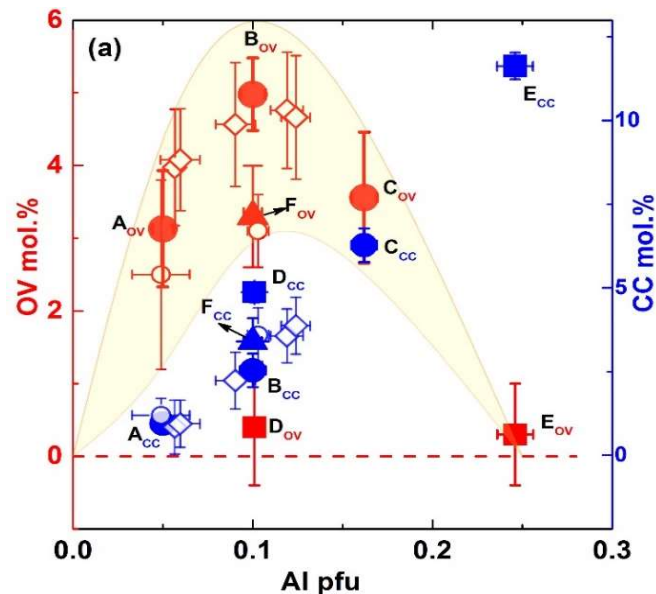 (a)
OV mol.%
6
4
2
0
CC mol.%
10
5
0
B_OV
E_CC
A_OV
F_OV
C_OV
C_CC
D_CC
F_CC
B_CC
A_CC
D_OV
E_OV
0.0 0.1 0.2 0.3
Al pfu